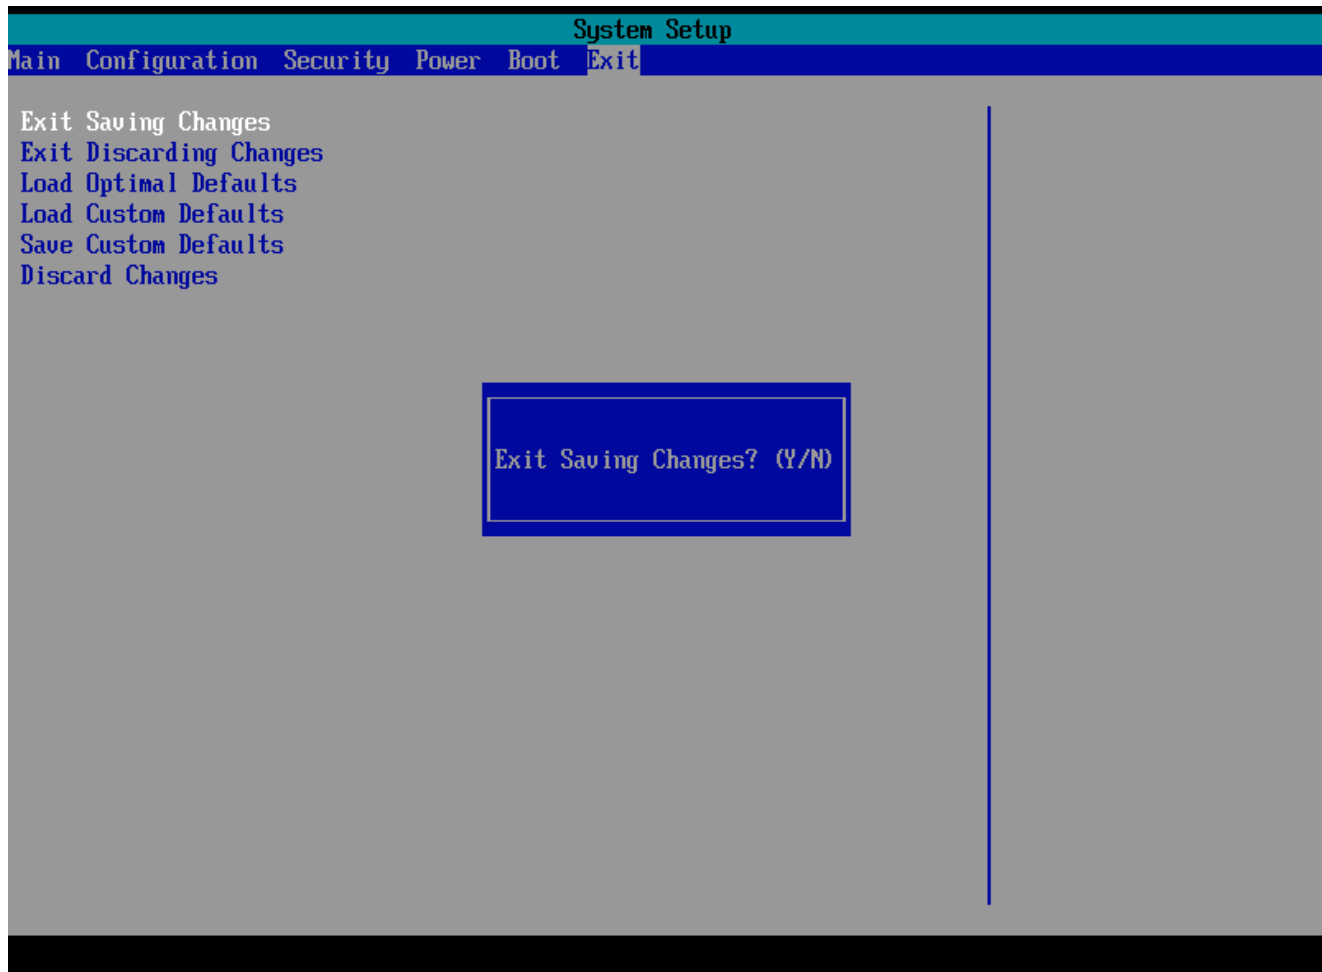 System Setup
Main Configuration Security Power Boot Exit
Exit Saving Changes
Exit Discarding Changes
Load Optimal Defaults
Load Custom Defaults
Save Custom Defaults
Discard Changes
Exit Saving Changes? (Y/N)